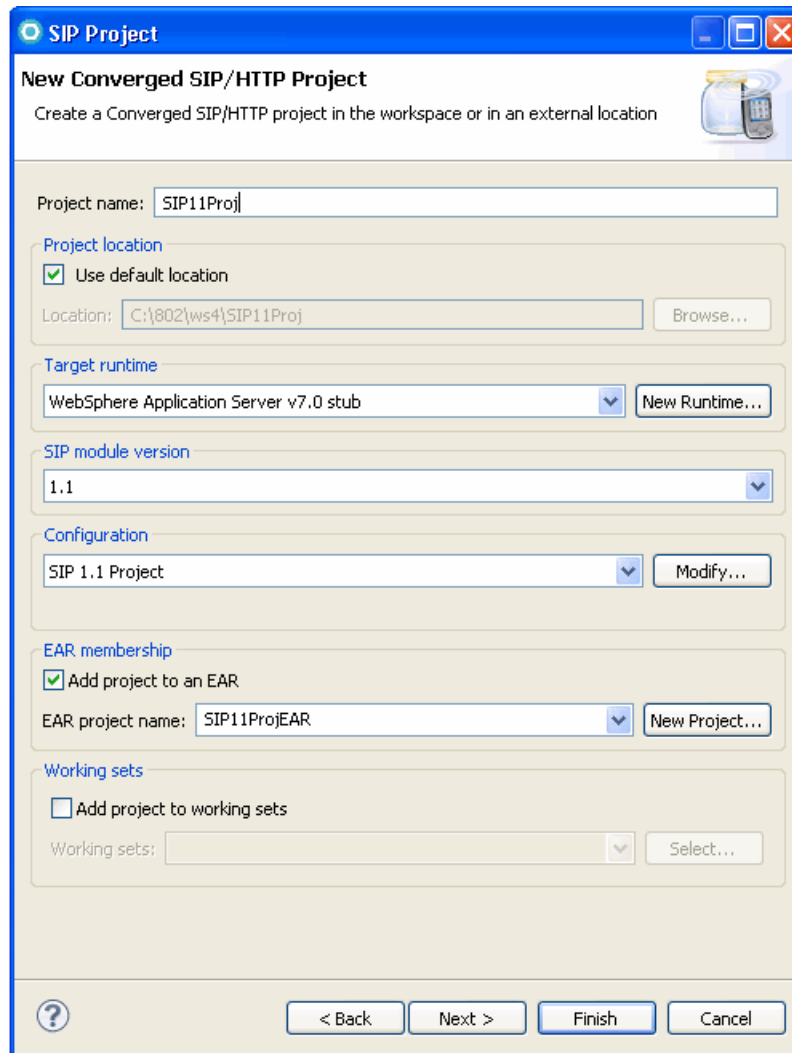 SIP Project
New Converged SIP/HTTP Project
Create a Converged SIP/HTTP project in the workspace or in an external location
Project name: SIP11Proj
Project location
Use default location
Location: C:\802\ws4\SIP11Proj Browse...
Target runtime
WebSphere Application Server v7.0 stub New Runtime...
SIP module version
1.1
Configuration
SIP 1.1 Project Modify...
EAR membership
Add project to an EAR
EAR project name: SIP11ProjEAR New Project...
Working sets
Add project to working sets
Working sets: Select...
? < Back Next > Finish Cancel